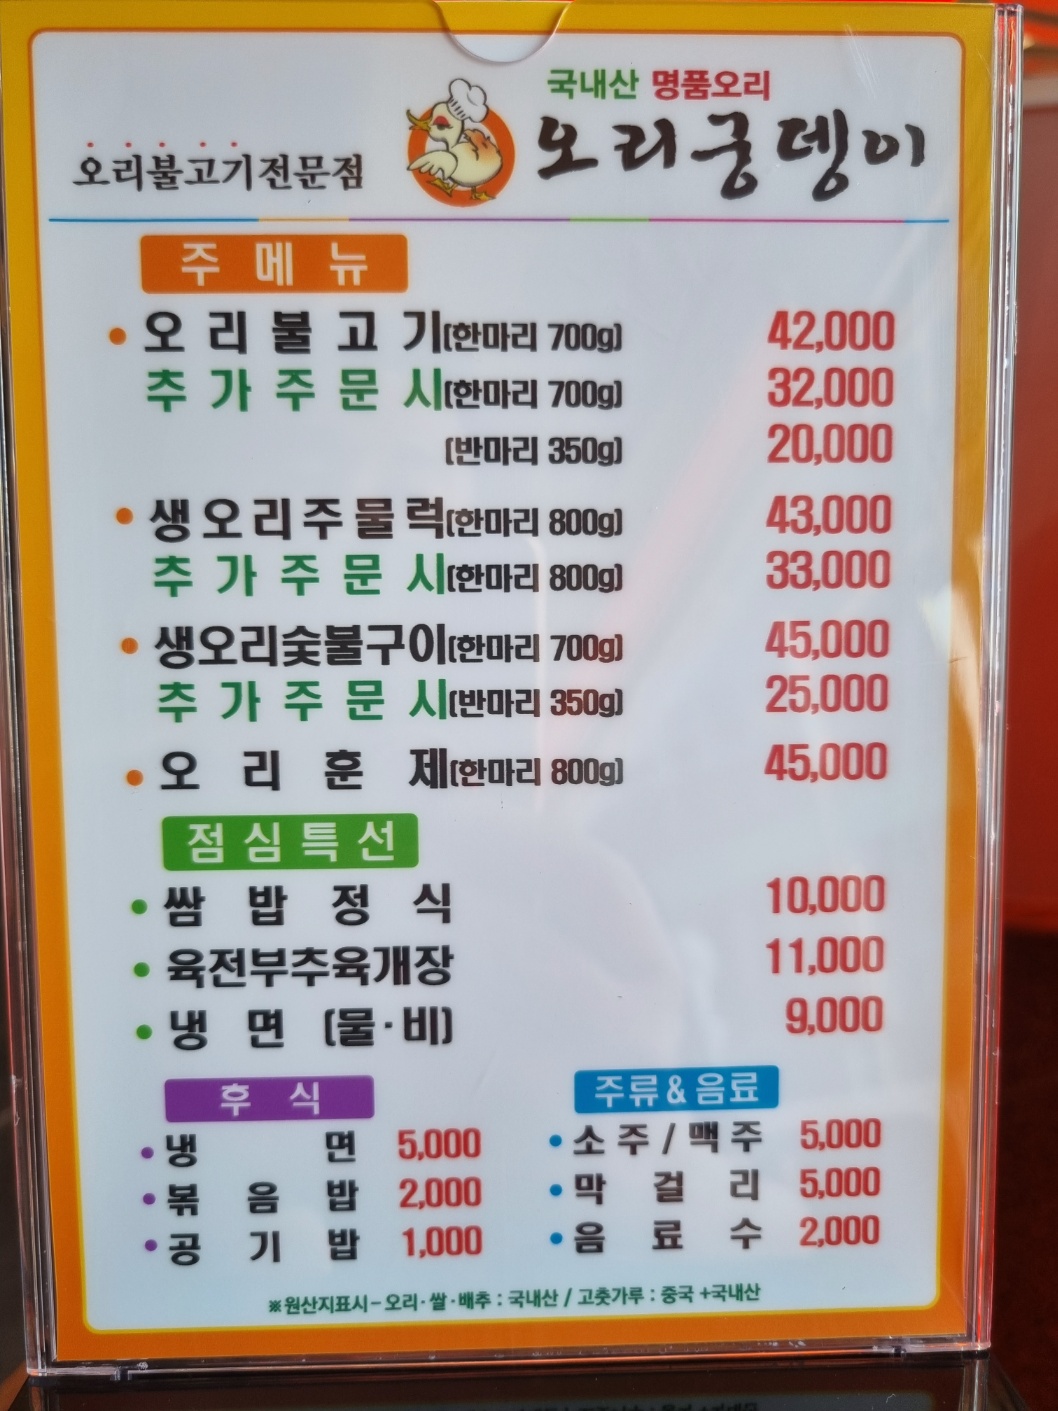 국내산 명품오리
오리불고기전문점
오리궁뎅이
주 메 뉴
오 리 불 고 기(한마리 700g) 42,000
추 가 주 문 시(한마리 700g) 32,000
(반마리 350g) 20,000
생오리주물럭(한마리 800g) 43,000
추 가 주 문 시(한마리 800g) 33,000
생오리숯불구이(한마리 700g) 45,000
추 가 주 문 시(반마리 350g) 25,000
오 리 훈 제(한마리 800g) 45,000
점심특선
쌈 밥 정 식 10,000
육전부추육개장 11,000
냉 면 (물·비) 9,000
후 식
냉 면 5,000
볶 음 밥 2,000
공 기 밥 1,000
주류&음료
소 주 / 맥 주 5,000
막 걸 리 5,000
음 료 수 2,000
※원산지표시-오리·쌀·배추 : 국내산 / 고춧가루 : 중국 +국내산